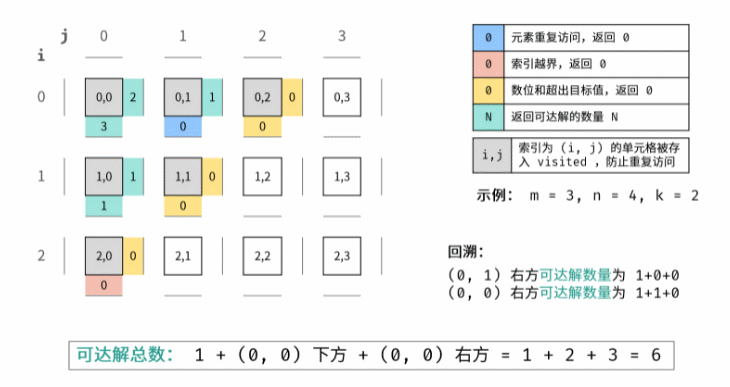 j 0 1 2 3
i
0 0,0 2 0,1 1 0,2 0 0,3
3 0 0
1 1,0 1 1,1 0 1,2 1,3
1 0
2 2,0 0 2,1 2,2 2,3
0
0 元素重复访问，返回 0
0 索引越界，返回 0
0 数位和超出目标值，返回 0
N 返回可达解的数量 N
i,j 索引为 (i, j) 的单元格被存
入 visited ，防止重复访问
示例： m = 3, n = 4, k = 2
回溯：
(0, 1) 右方可达解数量为 1+0+0
(0, 0) 右方可达解数量为 1+1+0
可达解总数： 1 + (0, 0) 下方 + (0, 0) 右方 = 1 + 2 + 3 = 6